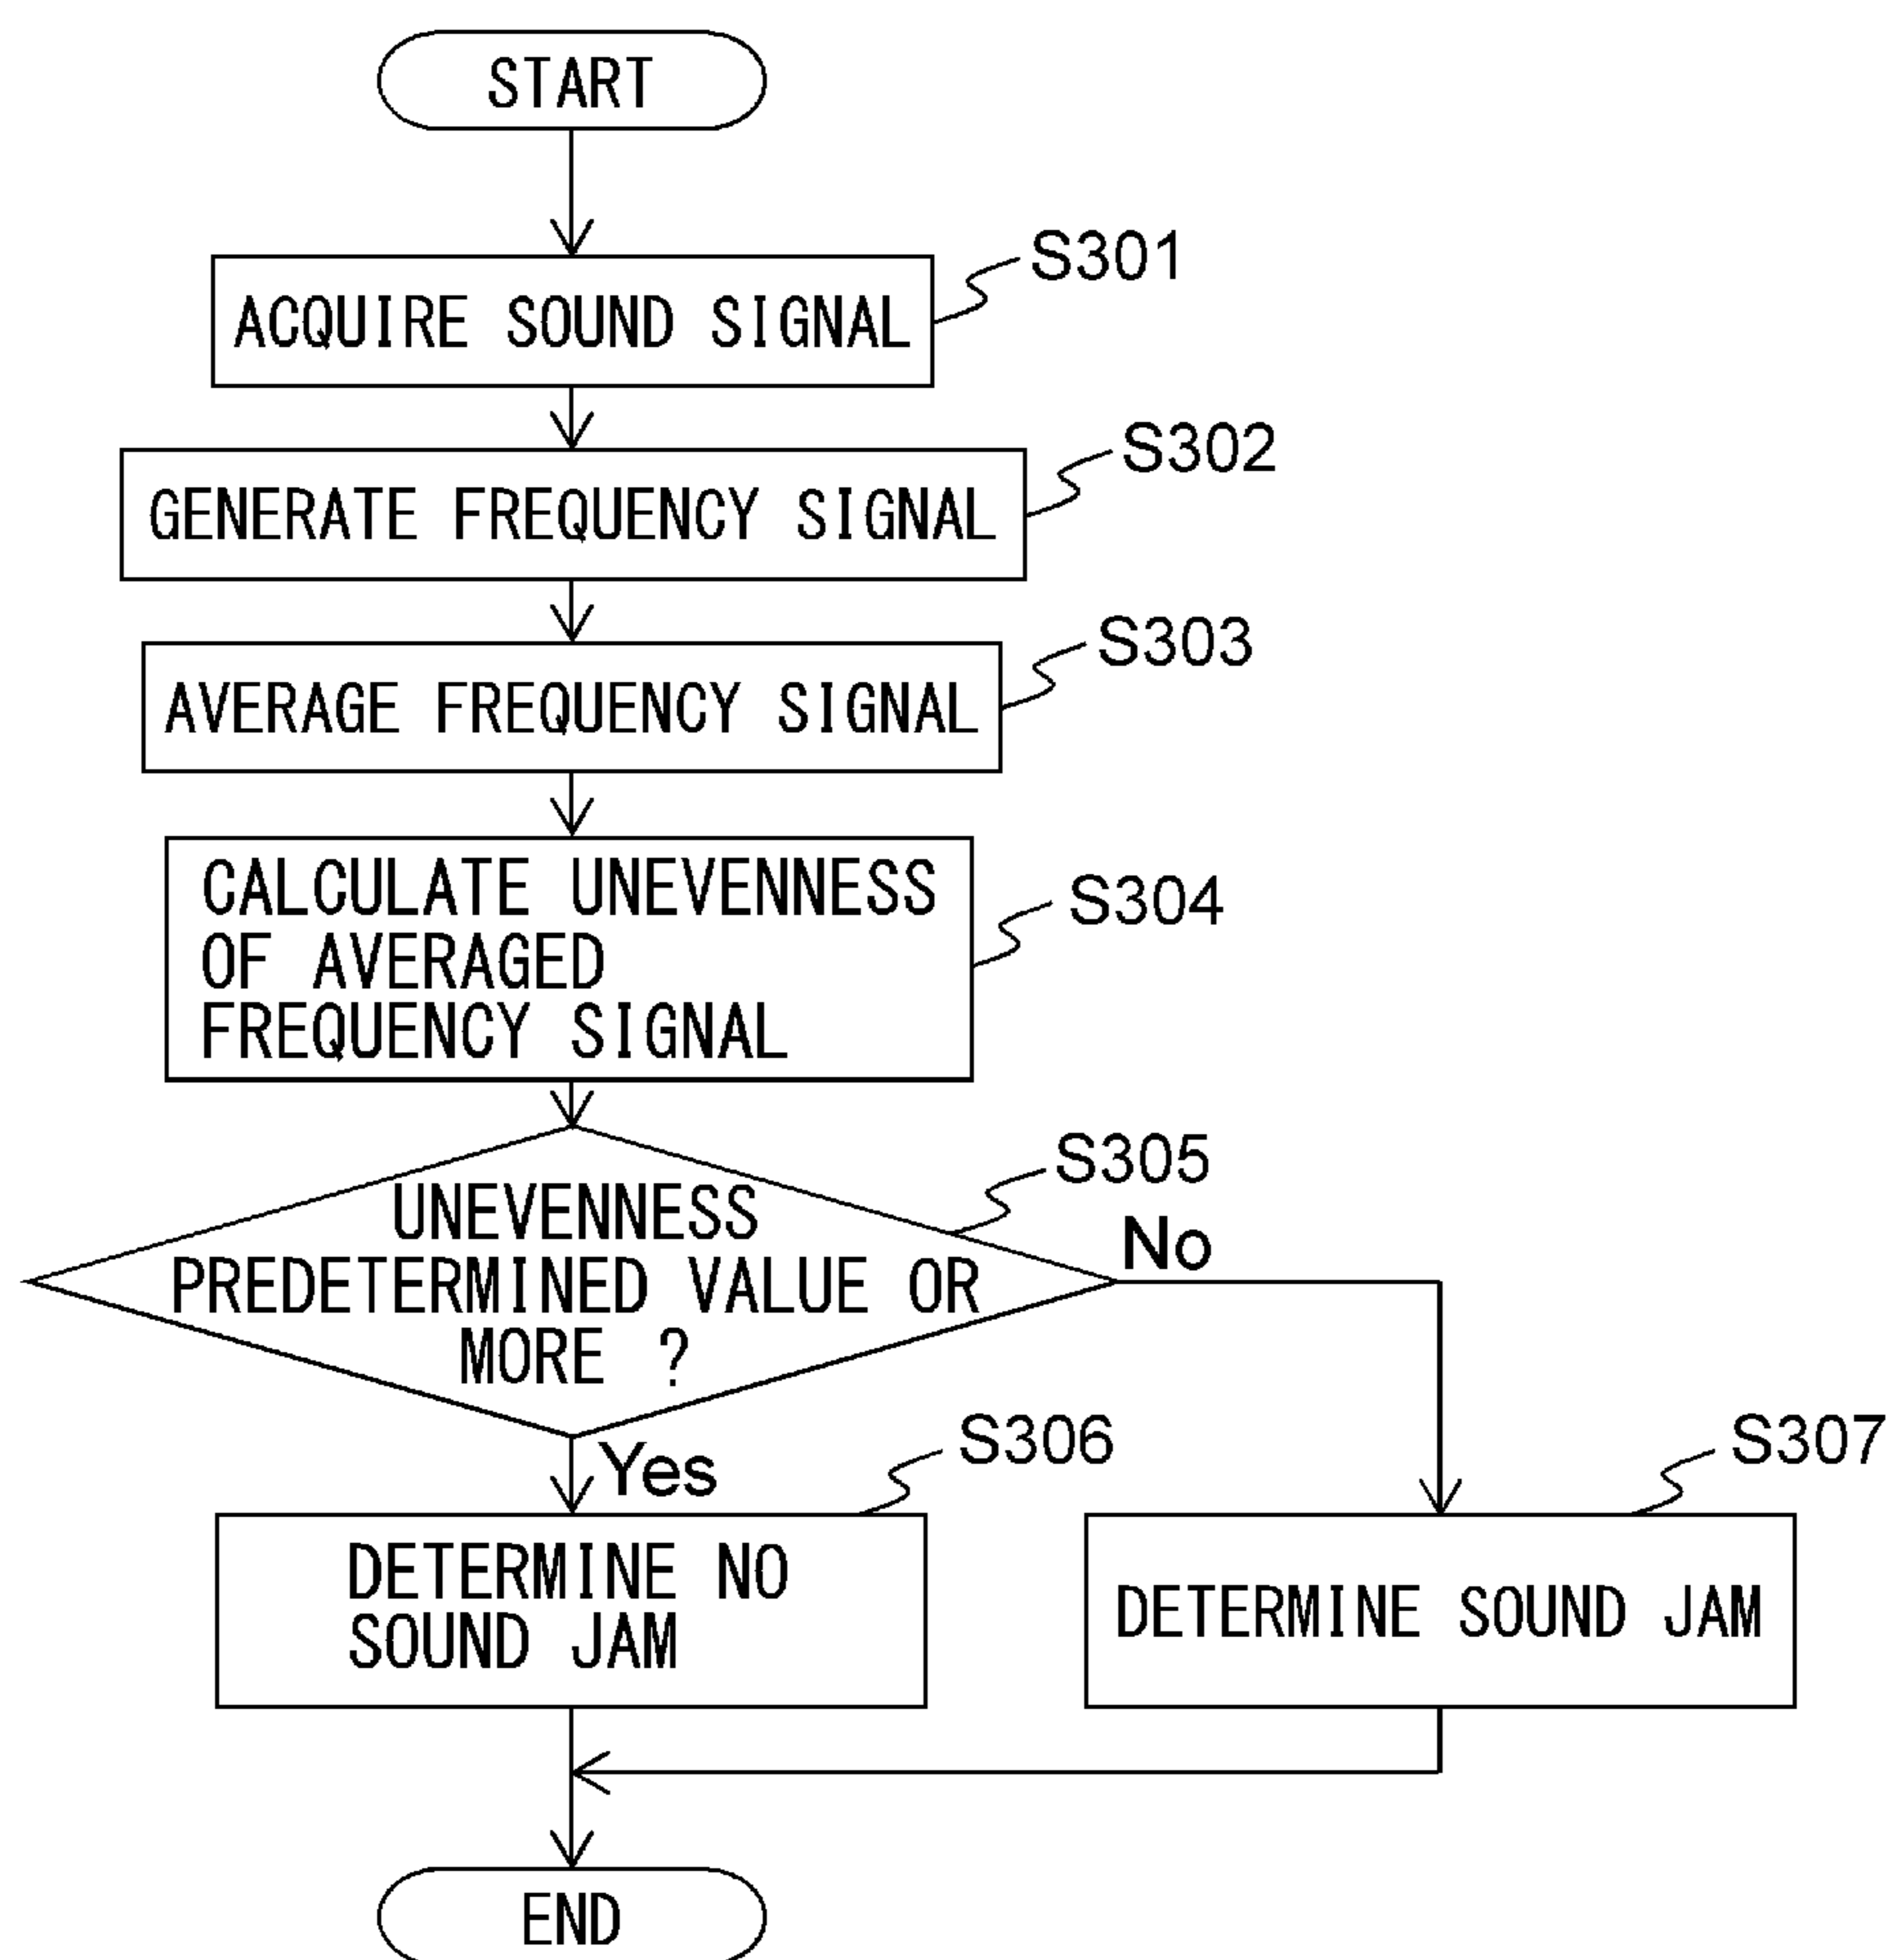 START
S301
ACQUIRE SOUND SIGNAL
S302
GENERATE FREQUENCY SIGNAL
S303
AVERAGE FREQUENCY SIGNAL
S304
CALCULATE UNEVENNESS
OF AVERAGED
FREQUENCY SIGNAL
S305
UNEVENNESS
PREDETERMINED VALUE OR
MORE ?
No
Yes
S306
DETERMINE NO
SOUND JAM
S307
DETERMINE SOUND JAM
END